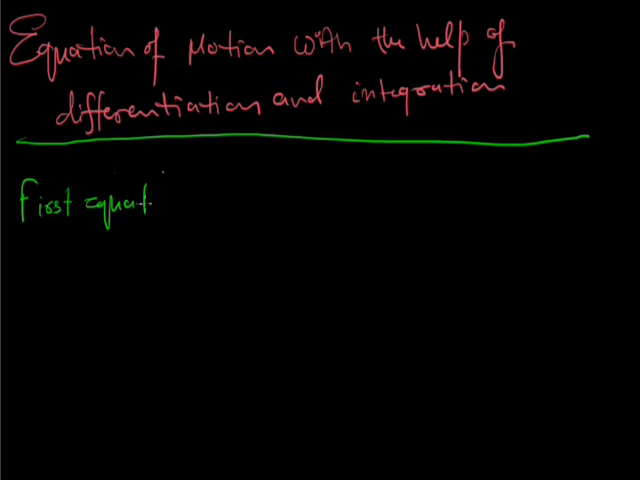 Equation of Motion with the help of
differentiation and integration
First equat